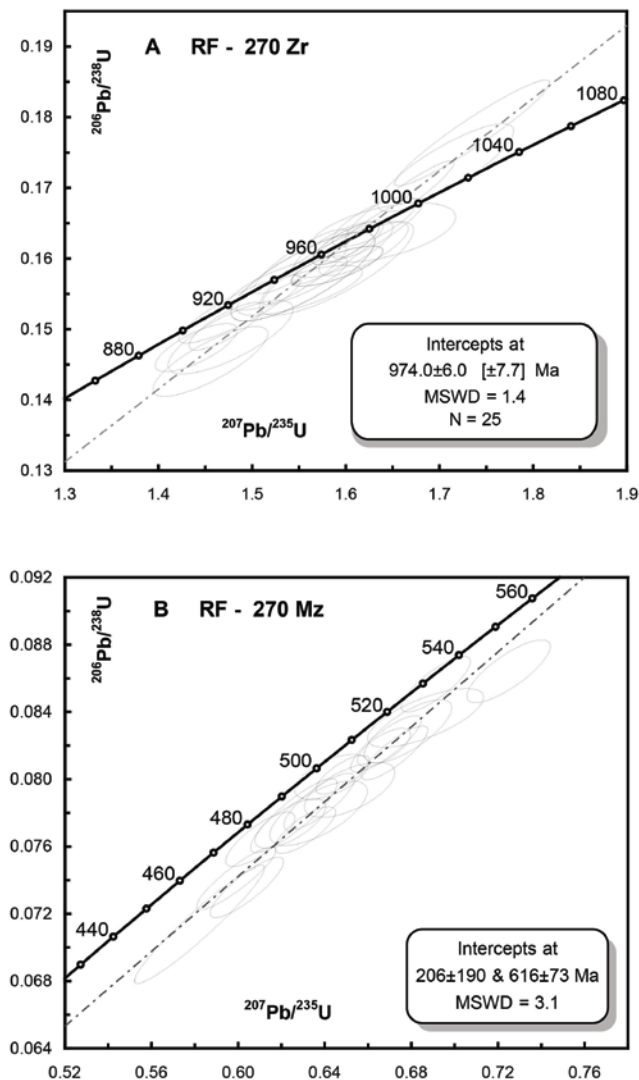 A RF - 270 Zr
206Pb/238U
0.19
0.18
0.17
0.16
0.15
0.14
0.13
1080
1040
1000
960
920
880
Intercepts at
974.0±6.0 [±7.7] Ma
MSWD = 1.4
N = 25
207Pb/235U
1.3 1.4 1.5 1.6 1.7 1.8 1.9
B RF - 270 Mz
206Pb/238U
0.092
0.088
0.084
0.080
0.076
0.072
0.068
0.064
560
540
520
500
480
460
440
Intercepts at
206±190 & 616±73 Ma
MSWD = 3.1
207Pb/235U
0.52 0.56 0.60 0.64 0.68 0.72 0.76